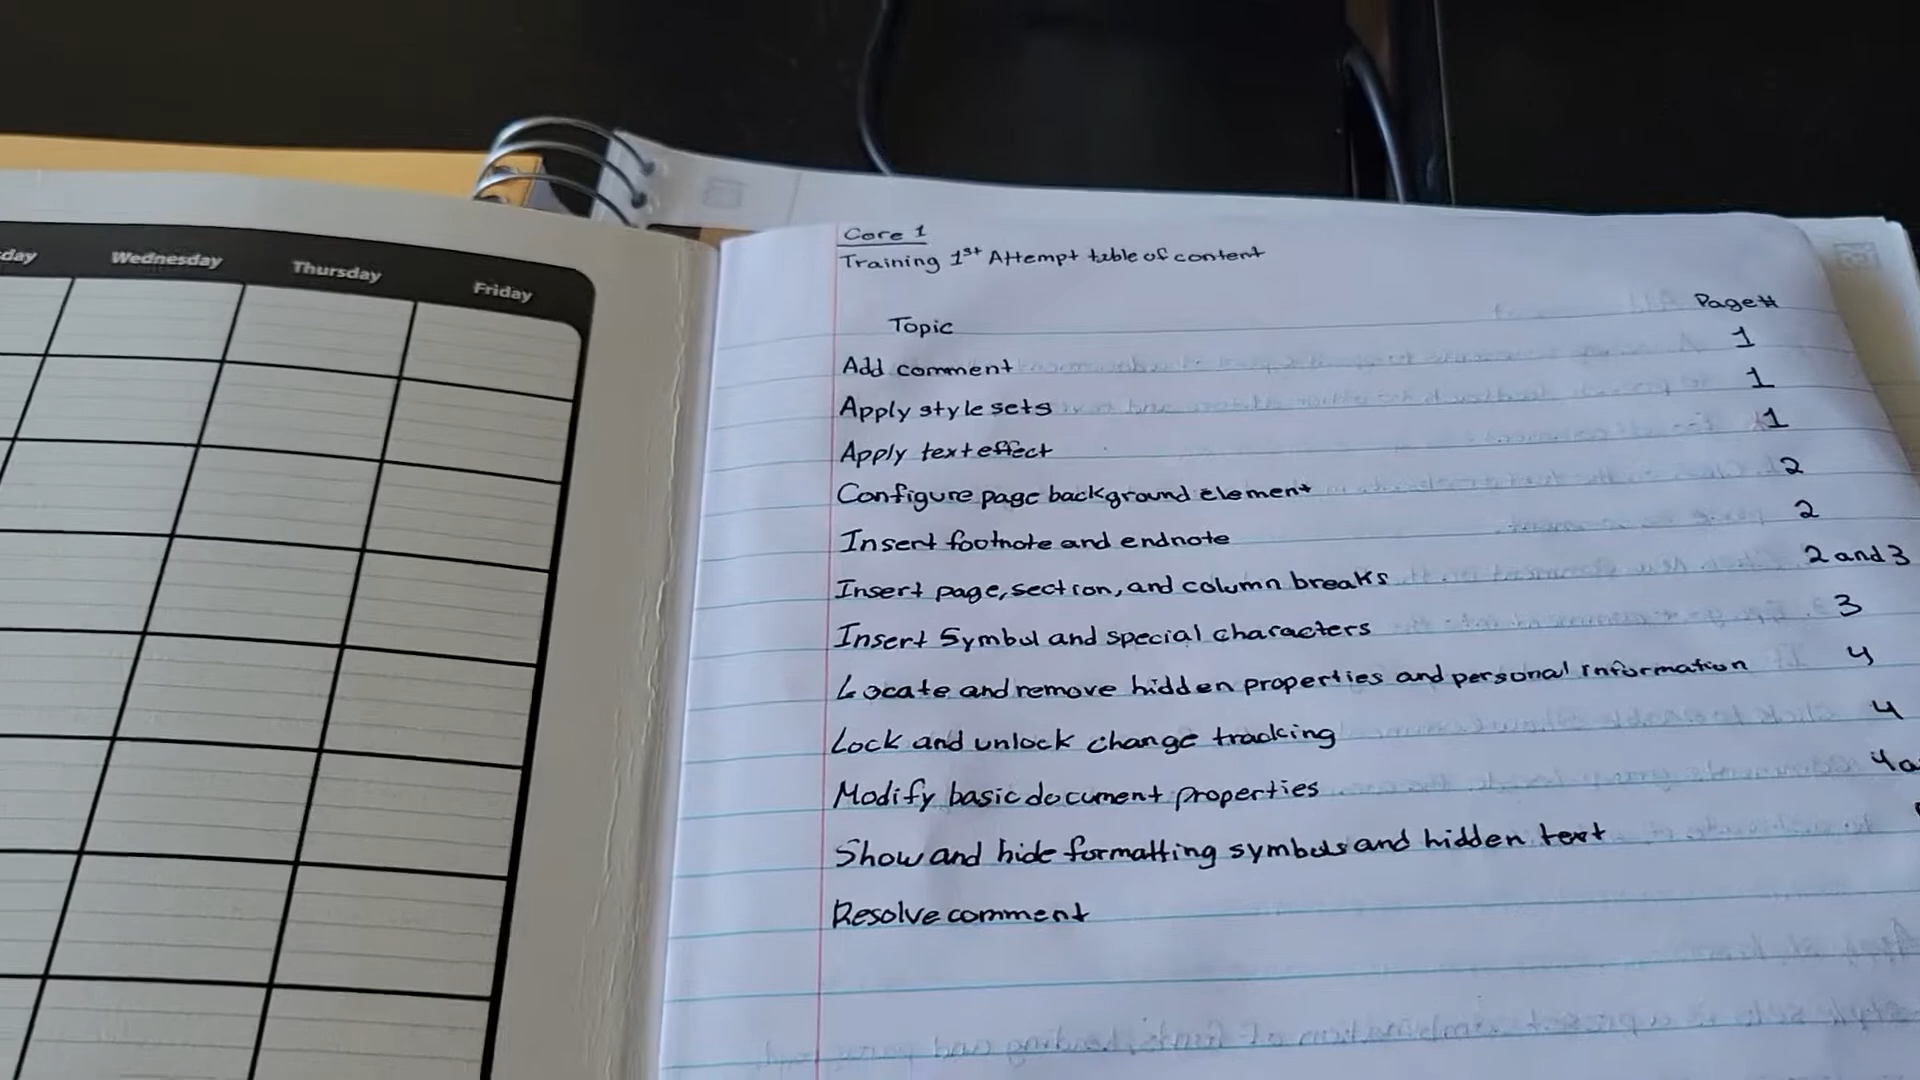 Wednesday Thursday Friday
Core 1
Training 1st Attempt table of content
Topic Page#
Add comment 1
Apply style sets 1
Apply text effect 1
Configure page background element 2
Insert footnote and endnote 2
Insert page, section, and column breaks 2 and 3
Insert Symbol and special characters 3
Locate and remove hidden properties and personal information 4
Lock and unlock change tracking 4
Modify basic document properties 4
Show and hide formatting symbols and hidden text
Resolve comment